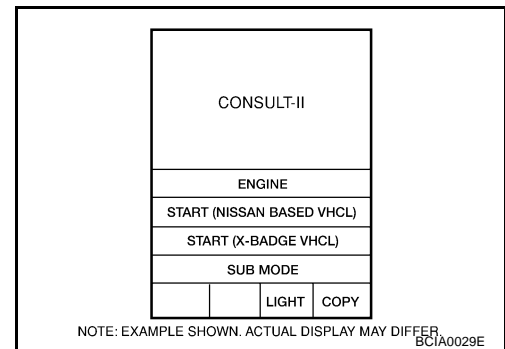 CONSULT-II
ENGINE
START (NISSAN BASED VHCL)
START (X-BADGE VHCL)
SUB MODE
LIGHT COPY
NOTE: EXAMPLE SHOWN. ACTUAL DISPLAY MAY DIFFER.
BCIA0029E